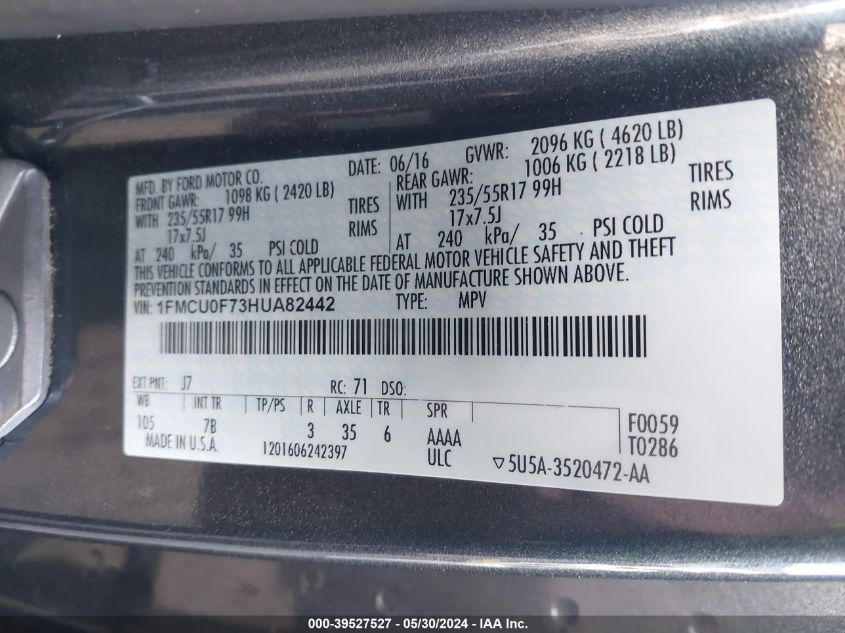 MFD. BY FORD MOTOR CO. DATE: 06/16 GVWR: 2096 KG ( 4620 LB)
FRONT GAWR: 1098 KG ( 2420 LB) REAR GAWR: 1006 KG ( 2218 LB)
WITH 235/55R17 99H TIRES WITH 235/55R17 99H TIRES
17x7.5J RIMS 17x7.5J RIMS
AT 240 kPa/ 35 PSI COLD AT 240 kPa/ 35 PSI COLD
THIS VEHICLE CONFORMS TO ALL APPLICABLE FEDERAL MOTOR VEHICLE SAFETY AND THEFT
PREVENTION STANDARDS IN EFFECT ON THE DATE OF MANUFACTURE SHOWN ABOVE.
VIN: 1FMCU0F73HUA82442 TYPE: MPV
EXT PNT: J7 RC: 71 DSO:
WB INT TR TP/PS R AXLE TR SPR F0059
105 7B 3 35 6 AAAA T0286
MADE IN U.S.A. 1201606242397 ULC ▽5U5A-3520472-AA
000-39527527 - 05/30/2024 - IAA Inc.